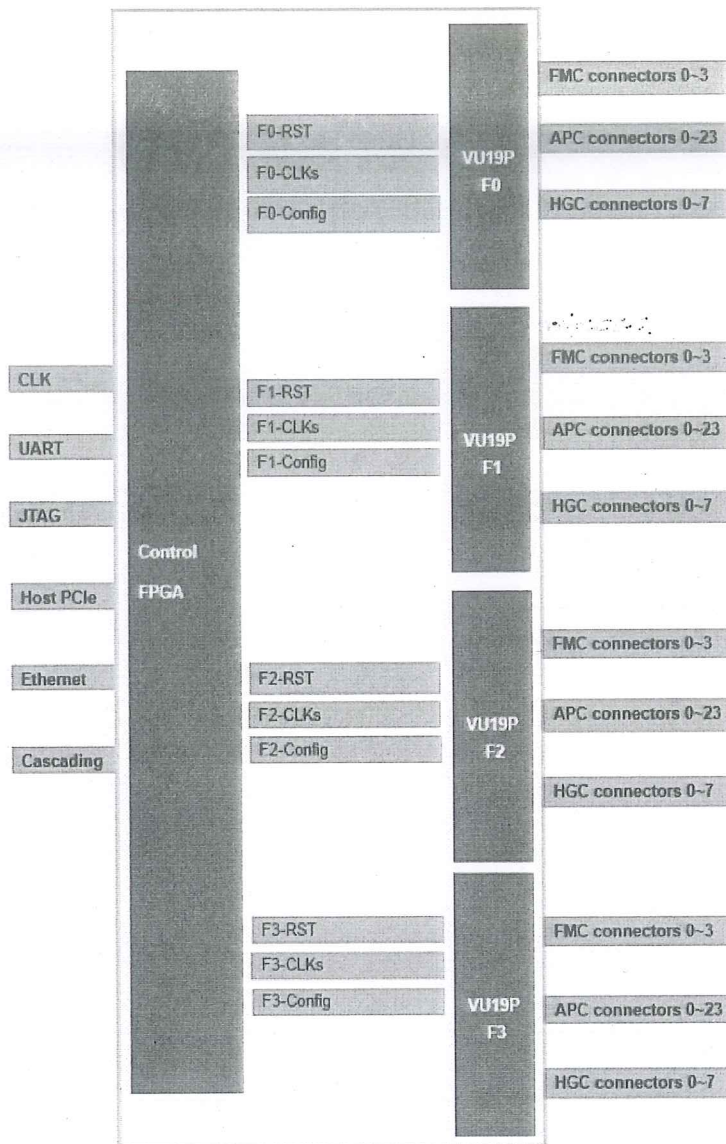 FMC connectors 0~3
F0-RST
APC connectors 0~23
VU19P
F0-CLKs
F0
F0-Config
HGC connectors 0~7
FMC connectors 0~3
CLK
F1-RST
F1-CLKs
APC connectors 0~23
VU19P
UART
F1-Config
F1
JTAG
HGC connectors 0~7
Control
FPGA
Host PCIe
FMC connectors 0~3
Ethernet
F2-RST
F2-CLKs
APC connectors 0~23
VU19P
F2-Config
F2
Cascading
HGC connectors 0~7
F3-RST
FMC connectors 0~3
F3-CLKs
F3-Config
VU19P
APC connectors 0~23
F3
HGC connectors 0~7